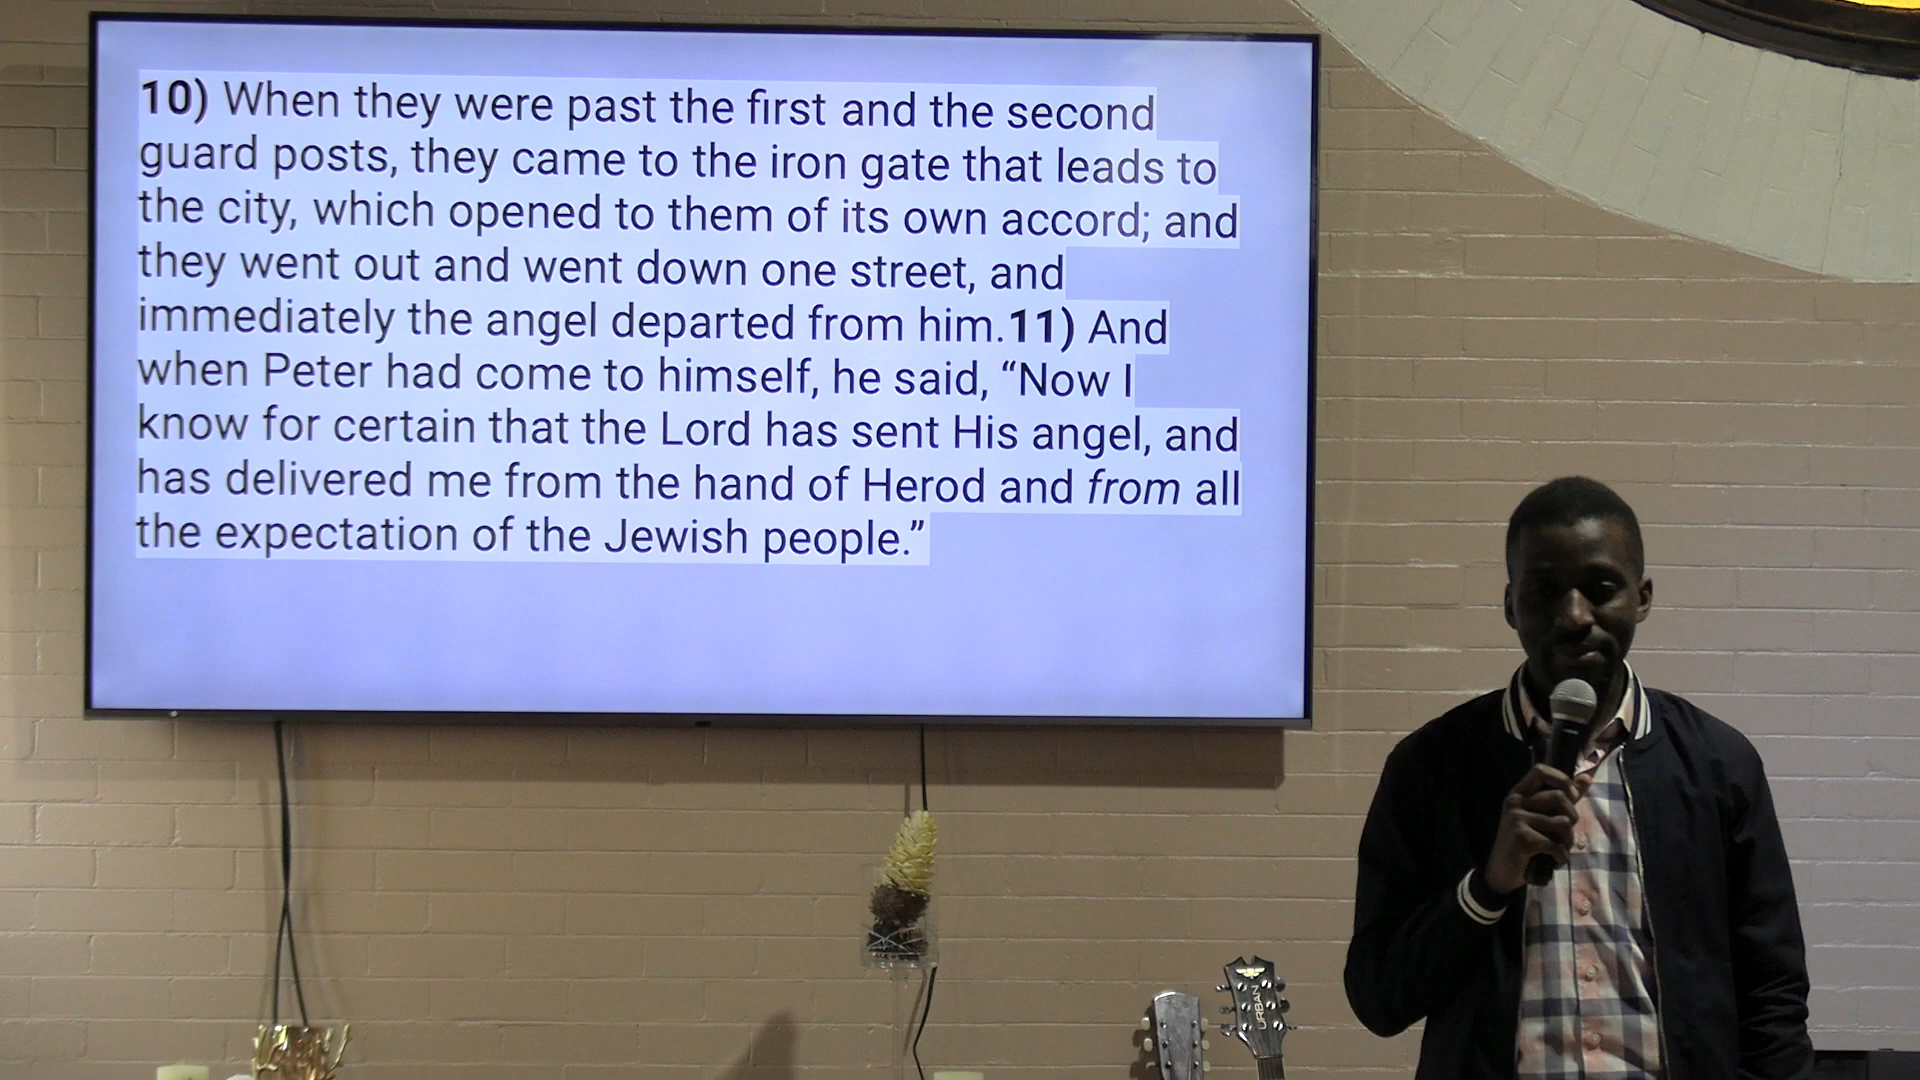 10) When they were past the first and the second
guard posts, they came to the iron gate that leads to
the city, which opened to them of its own accord; and
they went out and went down one street, and
immediately the angel departed from him.11) And
when Peter had come to himself, he said, “Now I
know for certain that the Lord has sent His angel, and
has delivered me from the hand of Herod and from all
the expectation of the Jewish people.”
URBAN